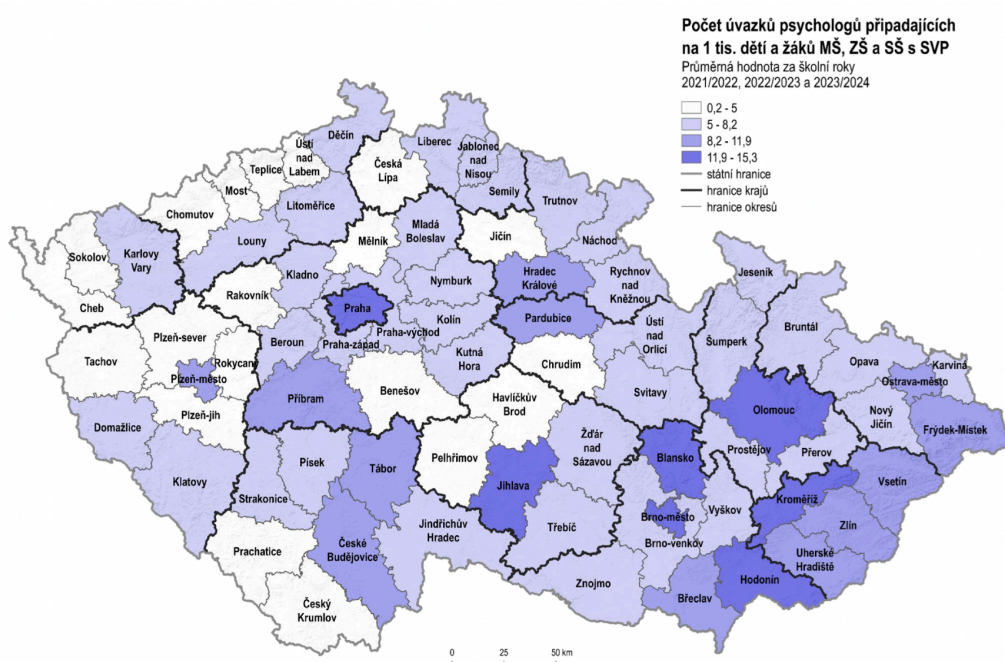 Počet úvazků psychologů připadajících
na 1 tis. dětí a žáků MŠ, ZŠ a SŠ s SVP
Průměrná hodnota za školní roky
2021/2022, 2022/2023 a 2023/2024
0,2 - 5
5 - 8,2
8,2 - 11,9
11,9 - 15,3
státní hranice
hranice krajů
hranice okresů
Děčín
Ústí
nad
Labem
Teplice
Most
Chomutov
Litoměřice
Louny
Česká
Lípa
Liberec
Jablonec
nad
Nisou
Semily
Trutnov
Náchod
Jičín
Hradec
Králové
Rychnov
nad
Kněžnou
Sokolov
Karlovy
Vary
Cheb
Mělník
Mladá
Boleslav
Nymburk
Kladno
Rakovník
Praha
Kolín
Praha-východ
Praha-západ
Beroun
Kutná
Hora
Benešov
Příbram
Plzeň-sever
Rokycany
Plzeň-město
Plzeň-jih
Tachov
Domažlice
Klatovy
Pardubice
Chrudim
Ústí
nad
Orlicí
Svitavy
Havlíčkův
Brod
Pelhřimov
Jihlava
Žďár
nad
Sázavou
Třebíč
Strakonice
Písek
Tábor
Prachatice
České
Budějovice
Jindřichův
Hradec
Český
Krumlov
Blansko
Brno-město
Brno-venkov
Vyškov
Znojmo
Břeclav
Hodonín
Jeseník
Šumperk
Bruntál
Opava
Karviná
Ostrava-město
Nový
Jičín
Frýdek-Místek
Olomouc
Prostějov
Přerov
Kroměříž
Vsetín
Zlín
Uherské
Hradiště
0 25 50 km